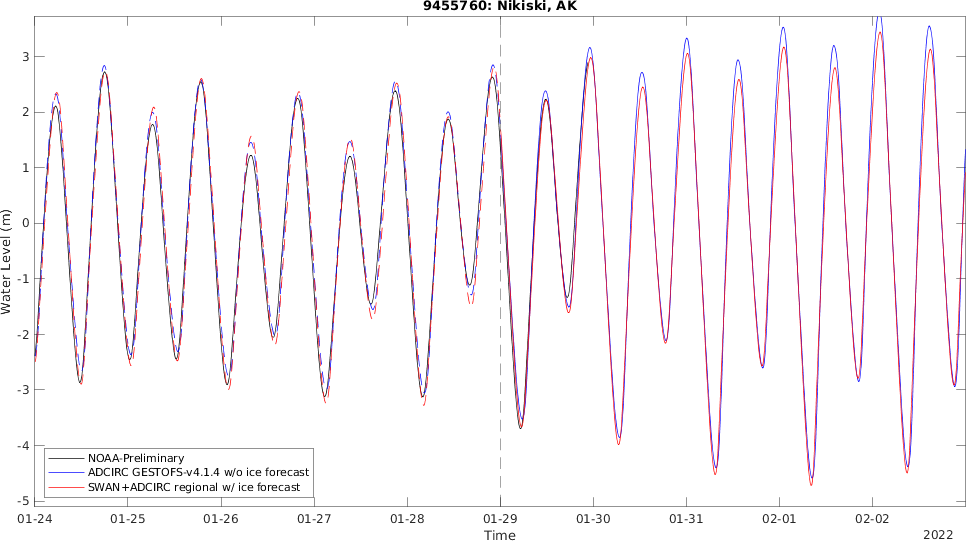 9455760: Nikiski, AK
Water Level (m)
3
2
1
0
-1
-2
-3
-4
-5
NOAA-Preliminary
ADCIRC GESTOFS-v4.1.4 w/o ice forecast
SWAN+ADCIRC regional w/ ice forecast
01-24 01-25 01-26 01-27 01-28 01-29 01-30 01-31 02-01 02-02
Time
2022